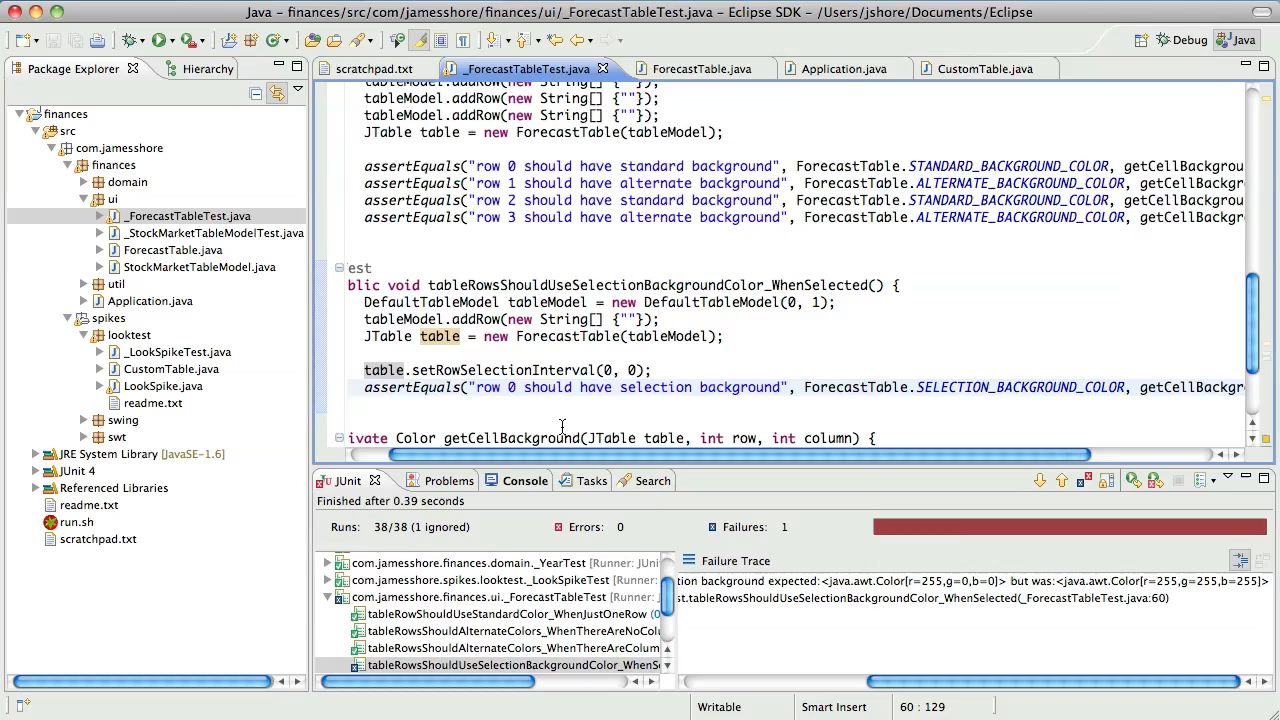 Java – finances/src/com/jamesshore/finances/ui/_ForecastTableTest.java – Eclipse SDK – /Users/jshore/Documents/Eclipse
Debug
Java
Package Explorer
Hierarchy
scratchpad.txt
_ForecastTableTest.java
ForecastTable.java
Application.java
CustomTable.java
finances
src
com.jamesshore
finances
domain
ui
_ForecastTableTest.java
_StockMarketTableModelTest.java
ForecastTable.java
StockMarketTableModel.java
util
Application.java
spikes
looktest
_LookSpikeTest.java
CustomTable.java
LookSpike.java
readme.txt
swing
swt
JRE System Library [JavaSE-1.6]
JUnit 4
Referenced Libraries
readme.txt
run.sh
scratchpad.txt
tableModel.addRow(new String[] {""});
tableModel.addRow(new String[] {""});
tableModel.addRow(new String[] {""});
JTable table = new ForecastTable(tableModel);
assertEquals("row 0 should have standard background", ForecastTable.STANDARD_BACKGROUND_COLOR, getCellBackgrou
assertEquals("row 1 should have alternate background", ForecastTable.ALTERNATE_BACKGROUND_COLOR, getCellBackgr
assertEquals("row 2 should have standard background", ForecastTable.STANDARD_BACKGROUND_COLOR, getCellBackgrou
assertEquals("row 3 should have alternate background", ForecastTable.ALTERNATE_BACKGROUND_COLOR, getCellBackgr
est
blic void tableRowsShouldUseSelectionBackgroundColor_WhenSelected() {
DefaultTableModel tableModel = new DefaultTableModel(0, 1);
tableModel.addRow(new String[] {""});
JTable table = new ForecastTable(tableModel);
table.setRowSelectionInterval(0, 0);
assertEquals("row 0 should have selection background", ForecastTable.SELECTION_BACKGROUND_COLOR, getCellBackgr
ivate Color getCellBackground(JTable table, int row, int column) {
JUnit
Problems
Console
Tasks
Search
Finished after 0.39 seconds
Runs: 38/38 (1 ignored)
Errors: 0
Failures: 1
com.jamesshore.finances.domain._YearTest [Runner: JUni
com.jamesshore.spikes.looktest._LookSpikeTest [Runner:
com.jamesshore.finances.ui._ForecastTableTest [Runner: J
tableRowShouldUseStandardColor_WhenJustOneRow (0
tableRowsShouldAlternateColors_WhenThereAreNoColu
tableRowsShouldAlternateColors_WhenThereAreColum
tableRowsShouldUseSelectionBackgroundColor_WhenSe
Failure Trace
ction background expected:<java.awt.Color[r=255,g=0,b=0]> but was:<java.awt.Color[r=255,g=255,b=255]>
st.tableRowsShouldUseSelectionBackgroundColor_WhenSelected(_ForecastTableTest.java:60)
Writable
Smart Insert
60 : 129